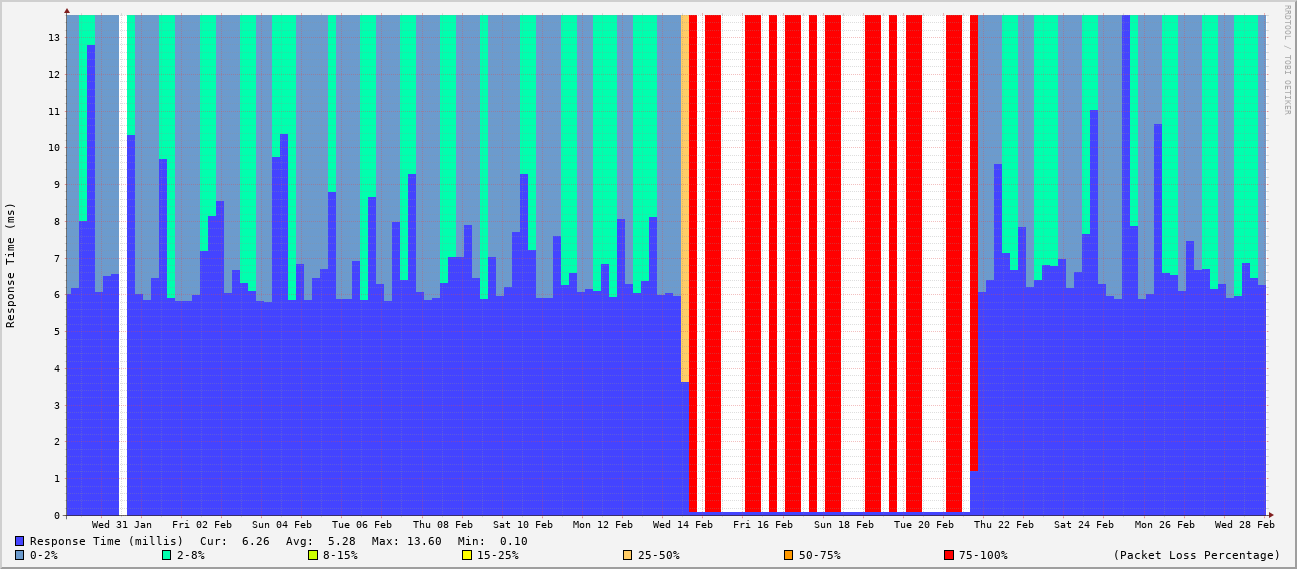 RRDTOOL / TOBI OETIKER
Response Time (ms)
13
12
11
10
9
8
7
6
5
4
3
2
1
0
Wed 31 Jan Fri 02 Feb Sun 04 Feb Tue 06 Feb Thu 08 Feb Sat 10 Feb Mon 12 Feb Wed 14 Feb Fri 16 Feb Sun 18 Feb Tue 20 Feb Thu 22 Feb Sat 24 Feb Mon 26 Feb Wed 28 Feb
Response Time (millis) Cur: 6.26 Avg: 5.28 Max: 13.60 Min: 0.10
0-2% 2-8% 8-15% 15-25% 25-50% 50-75% 75-100% (Packet Loss Percentage)